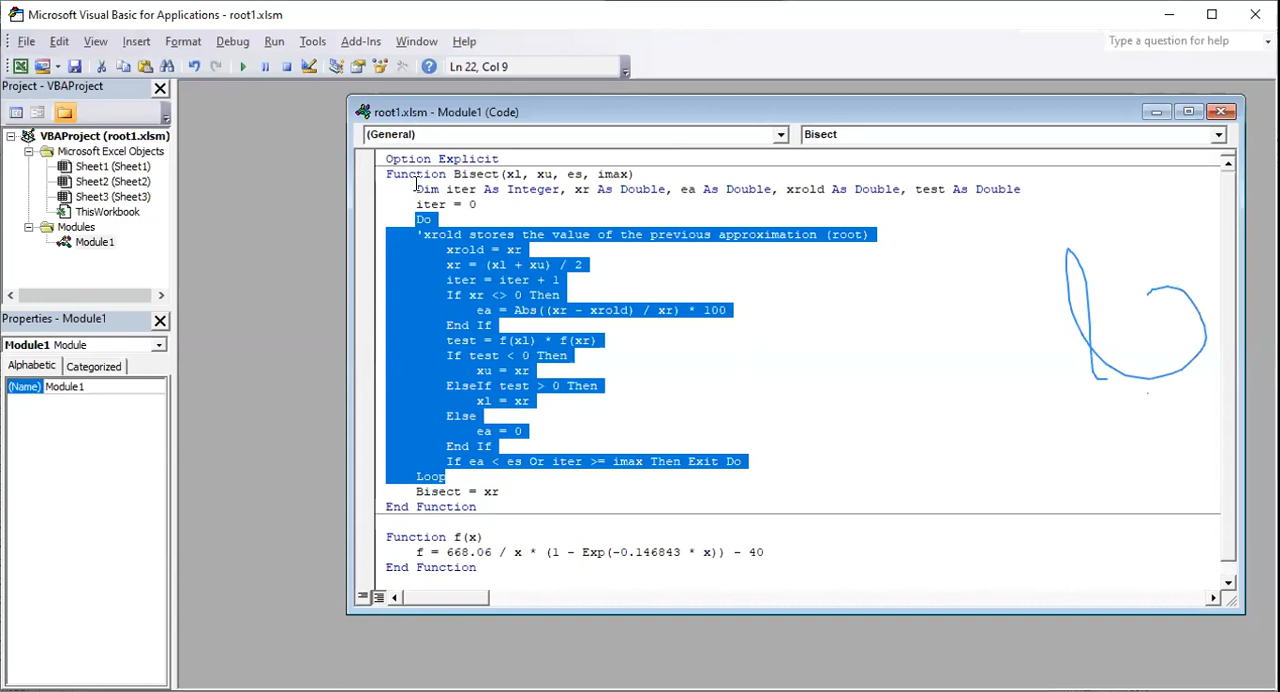 Microsoft Visual Basic for Applications - root1.xlsm
File Edit View Insert Format Debug Run Tools Add-Ins Window Help
Type a question for help
Ln 22, Col 9
Project - VBAProject
VBAProject (root1.xlsm)
Microsoft Excel Objects
Sheet1 (Sheet1)
Sheet2 (Sheet2)
Sheet3 (Sheet3)
ThisWorkbook
Modules
Module1
Properties - Module1
Module1 Module
Alphabetic Categorized
(Name) Module1
root1.xlsm - Module1 (Code)
(General) Bisect
Option Explicit
Function Bisect(xl, xu, es, imax)
Dim iter As Integer, xr As Double, ea As Double, xrold As Double, test As Double
iter = 0
Do
'xrold stores the value of the previous approximation (root)
xrold = xr
xr = (xl + xu) / 2
iter = iter + 1
If xr <> 0 Then
ea = Abs((xr - xrold) / xr) * 100
End If
test = f(xl) * f(xr)
If test < 0 Then
xu = xr
ElseIf test > 0 Then
xl = xr
Else
ea = 0
End If
If ea < es Or iter >= imax Then Exit Do
Loop
Bisect = xr
End Function
Function f(x)
f = 668.06 / x * (1 - Exp(-0.146843 * x)) - 40
End Function